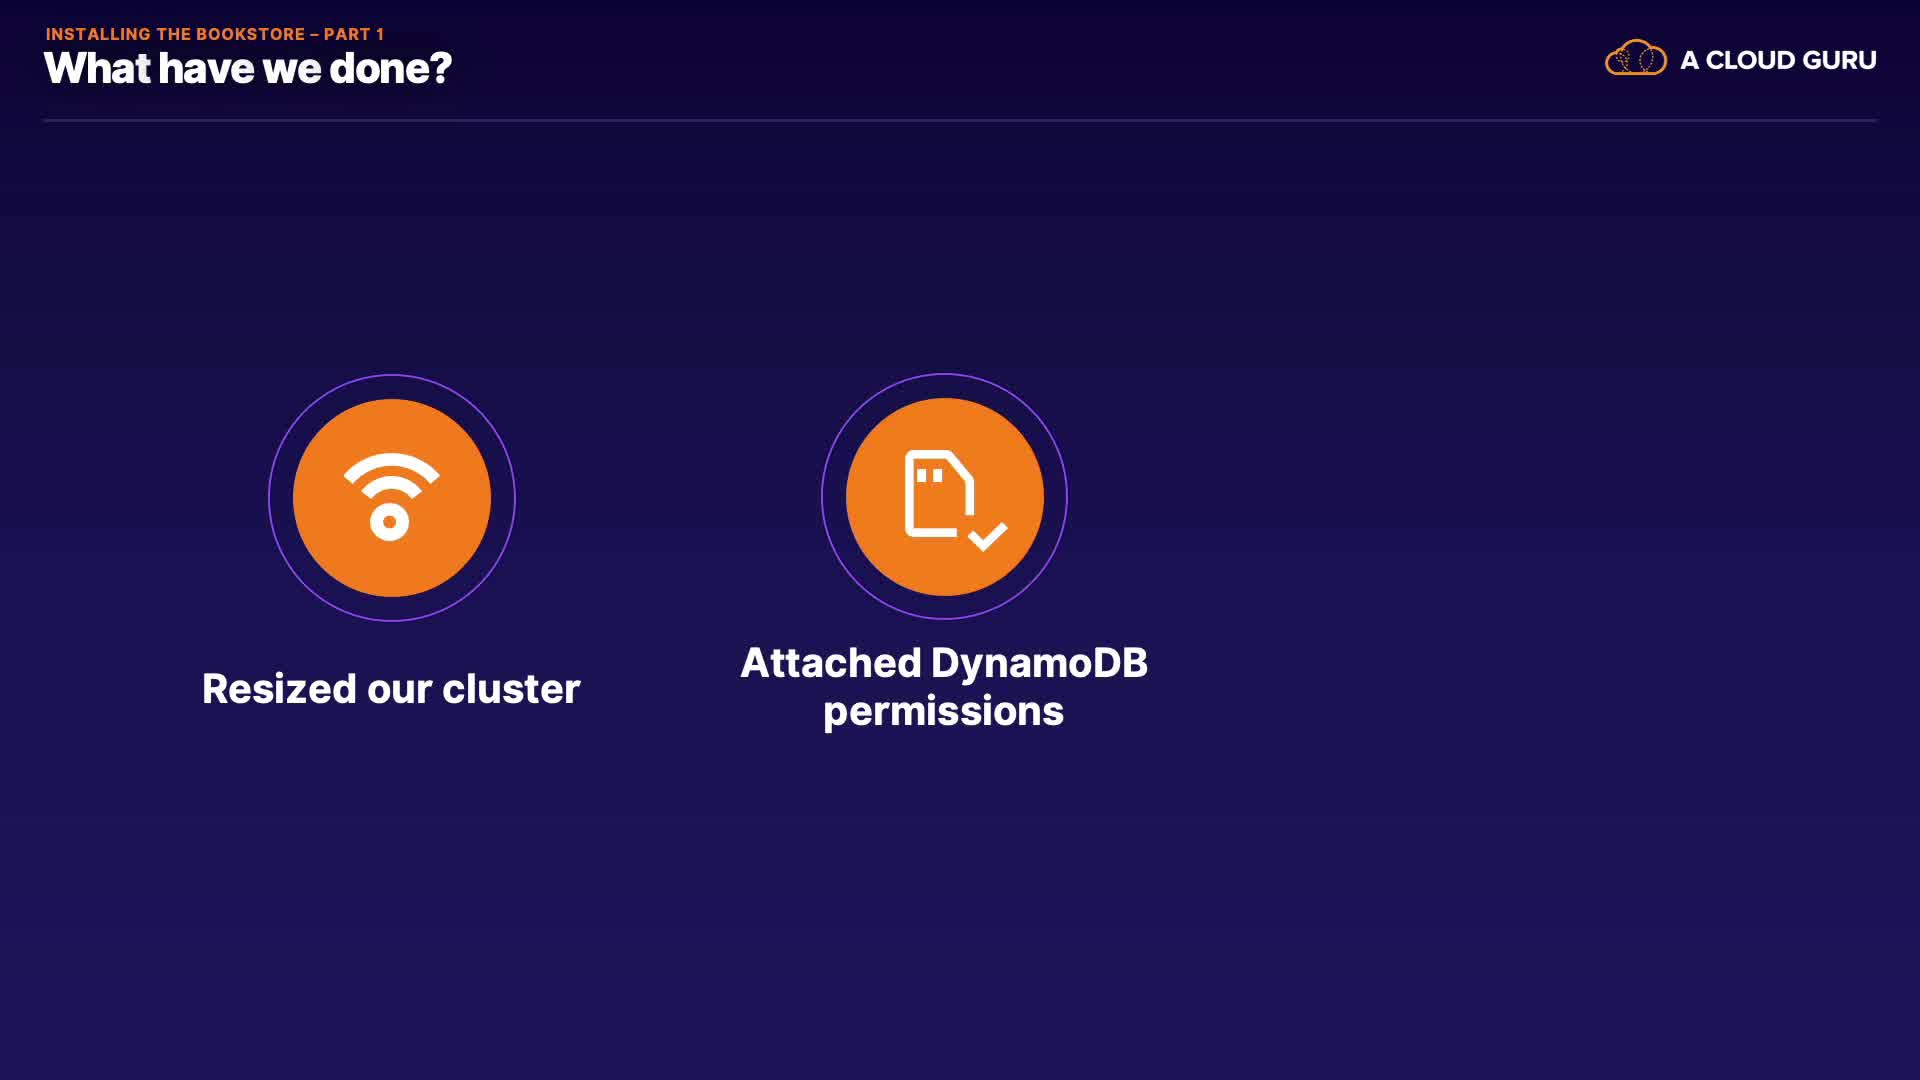 INSTALLING THE BOOKSTORE – PART 1
What have we done?
A CLOUD GURU
Resized our cluster
Attached DynamoDB
permissions